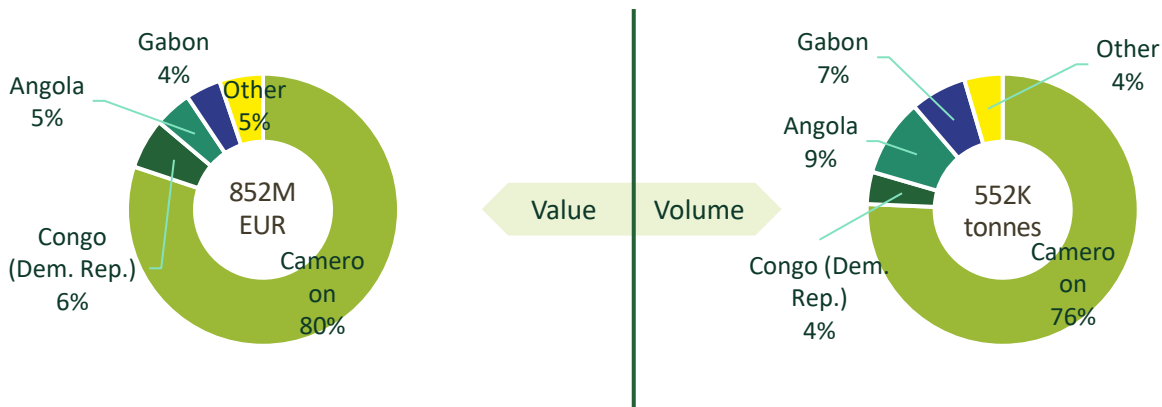 Gabon
4%
Angola
5%
Other
5%
852M
EUR
Congo
(Dem. Rep.)
6%
Camero
on
80%
Value
Volume
Gabon
7%
Other
4%
Angola
9%
552K
tonnes
Congo (Dem.
Rep.)
4%
Camero
on
76%